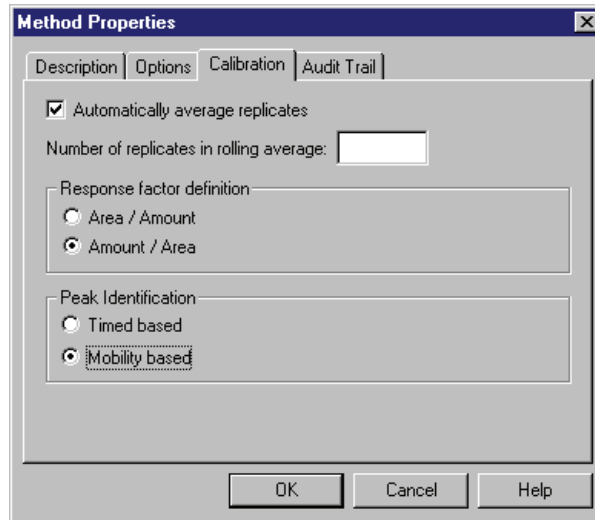 Method Properties
Description Options Calibration Audit Trail
Automatically average replicates
Number of replicates in rolling average:
Response factor definition
Area / Amount
Amount / Area
Peak Identification
Timed based
Mobility based
OK Cancel Help